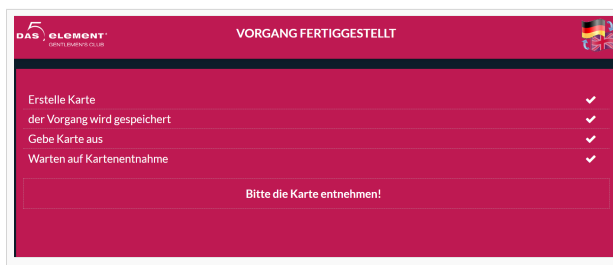 DAS 5. ELEMENT
GENTLEMEN'S CLUB
VORGANG FERTIGGESTELLT
Erstelle Karte
der Vorgang wird gespeichert
Gebe Karte aus
Warten auf Kartenentnahme
Bitte die Karte entnehmen!